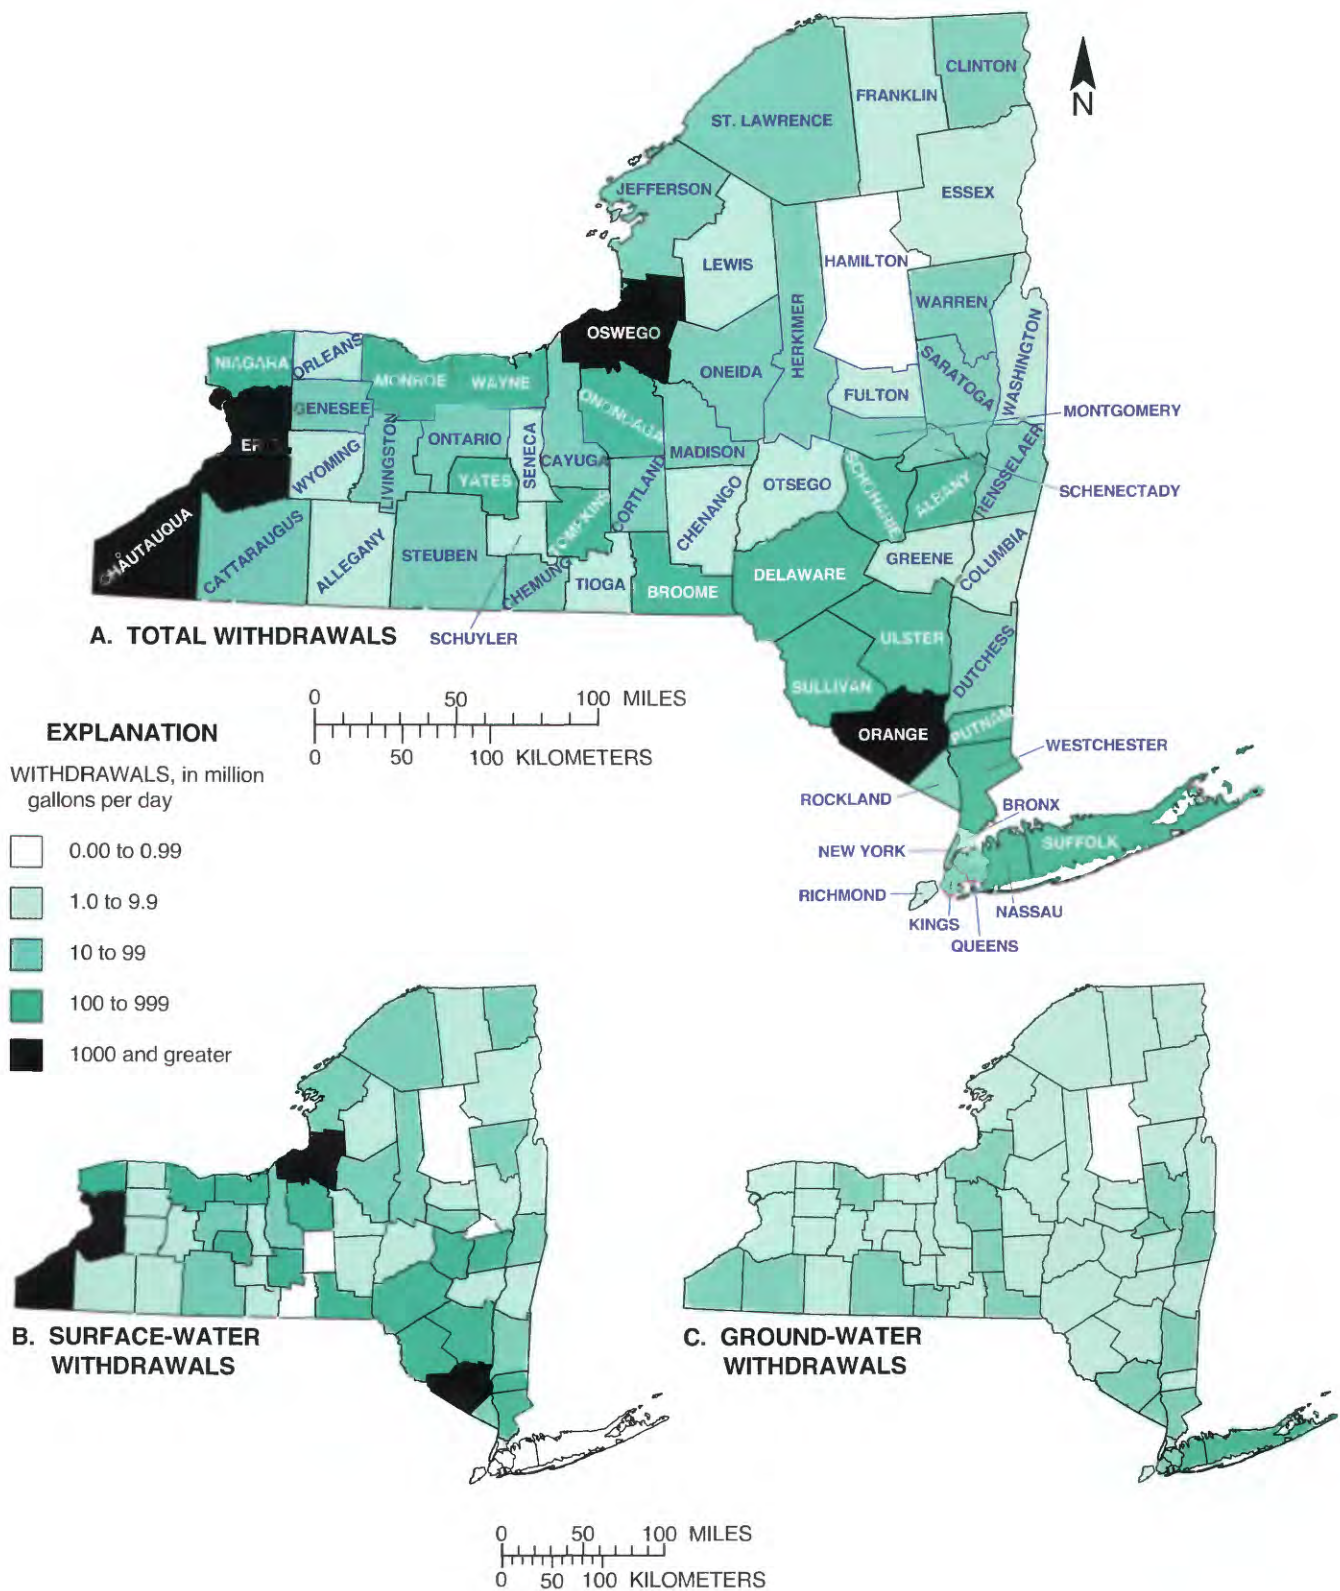 CLINTON
FRANKLIN
N
ST. LAWRENCE
JEFFERSON
ESSEX
LEWIS
HAMILTON
WARREN
OSWEGO
HERKIMER
WASHINGTON
NIAGARA
ORLEANS
MONROE
WAYNE
ONEIDA
SARATOGA
FULTON
GENESEE
ONONDAGA
MONTGOMERY
ERIE
WYOMING
LIVINGSTON
ONTARIO
SENECA
CAYUGA
MADISON
RENSSELAER
YATES
CORTLAND
CHENANGO
OTSEGO
SCHOHARIE
ALBANY
SCHENECTADY
CHAUTAUQUA
CATTARAUGUS
ALLEGANY
STEUBEN
TOMPKINS
CHEMUNG
TIOGA
BROOME
DELAWARE
GREENE
COLUMBIA
A. TOTAL WITHDRAWALS
SCHUYLER
ULSTER
DUTCHESS
SULLIVAN
0 50 100 MILES
0 50 100 KILOMETERS
ORANGE
PUTNAM
WESTCHESTER
ROCKLAND
BRONX
NEW YORK
SUFFOLK
RICHMOND
KINGS
NASSAU
QUEENS
EXPLANATION
WITHDRAWALS, in million
gallons per day
0.00 to 0.99
1.0 to 9.9
10 to 99
100 to 999
1000 and greater
B. SURFACE-WATER
WITHDRAWALS
C. GROUND-WATER
WITHDRAWALS
0 50 100 MILES
0 50 100 KILOMETERS